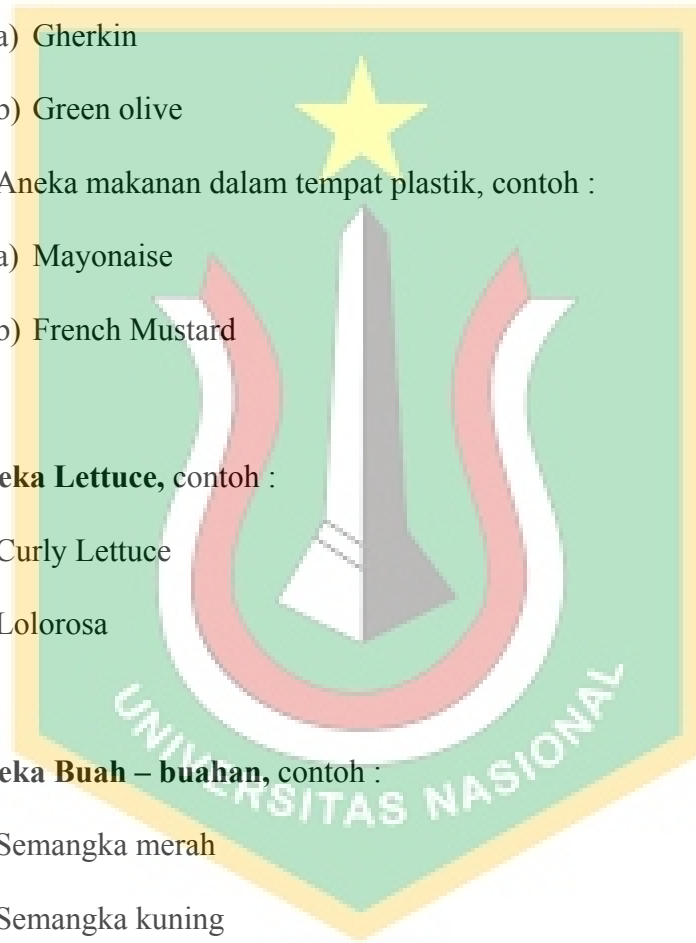 a) Gherkin
b) Green olive
Aneka makanan dalam tempat plastik, contoh :
a) Mayonaise
b) French Mustard
eka Lettuce, contoh :
Curly Lettuce
Lolorosa
eka Buah – buahan, contoh :
Semangka merah
Semangka kuning
UNIVERSITAS NASIONAL